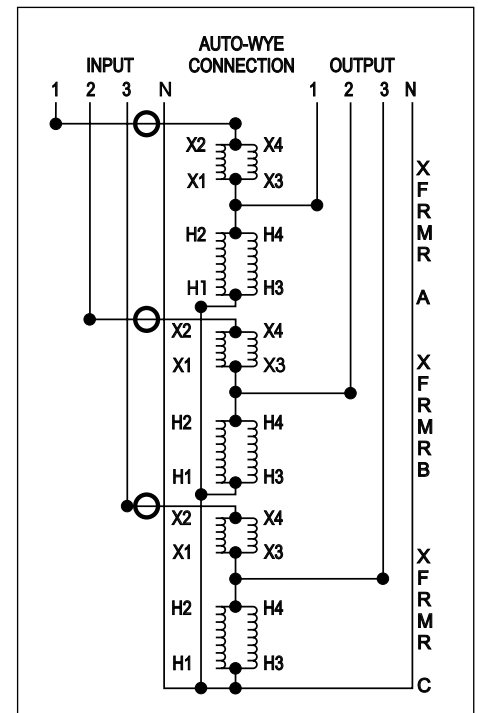 AUTO-WYE
INPUT CONNECTION OUTPUT
1 2 3 N 1 2 3 N
X2 X4
X1 X3
H2 H4
H1 H3
X
F
R
M
R
A
X2 X4
X1 X3
H2 H4
H1 H3
X
F
R
M
R
B
X2 X4
X1 X3
H2 H4
H1 H3
X
F
R
M
R
C